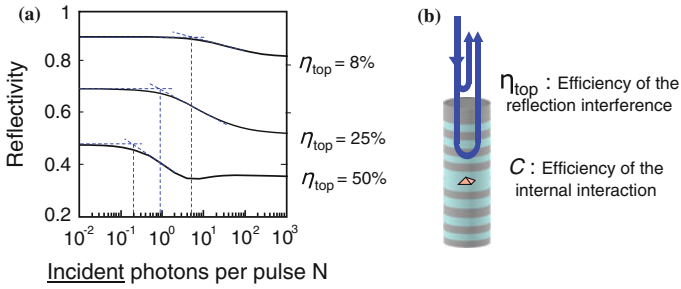 (a)
1
0.8
0.6
0.4
0.2
Reflectivity
η_top = 8%
η_top = 25%
η_top = 50%
10^-2 10^-1 10^0 10^1 10^2 10^3
Incident photons per pulse N
(b)
η_top : Efficiency of the
reflection interference
C : Efficiency of the
internal interaction